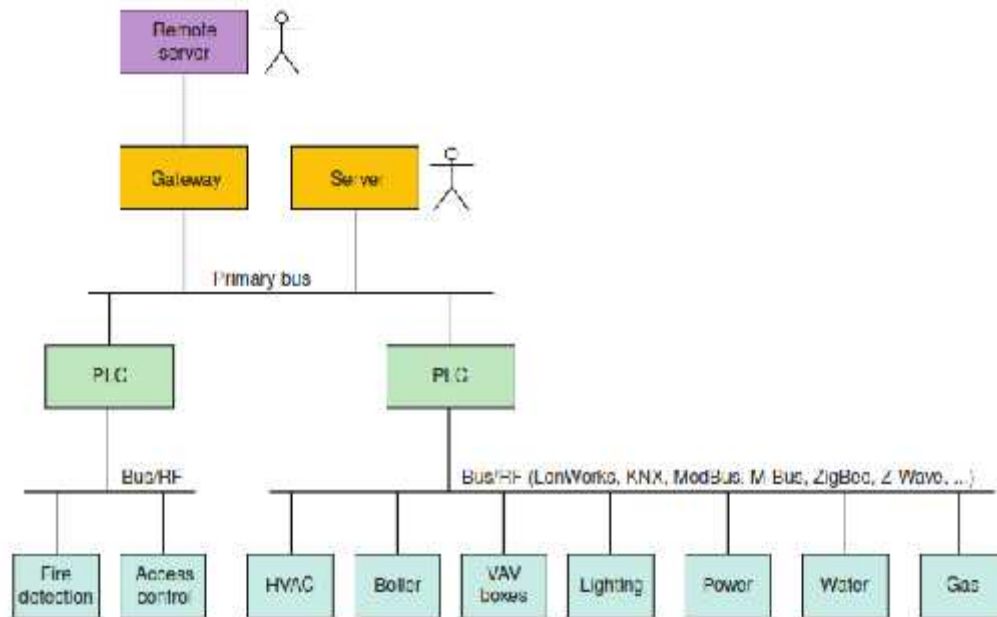 Remote
server
Gateway
Server
Primary bus
PLC
PLC
Bus/RF
Bus/RF (LonWorks, KNX, ModBus, M-Bus, ZigBee, Z-Wave, ...)
Fire
detection
Access
control
HVAC
Boiler
VAV
boxes
Lighting
Power
Water
Gas